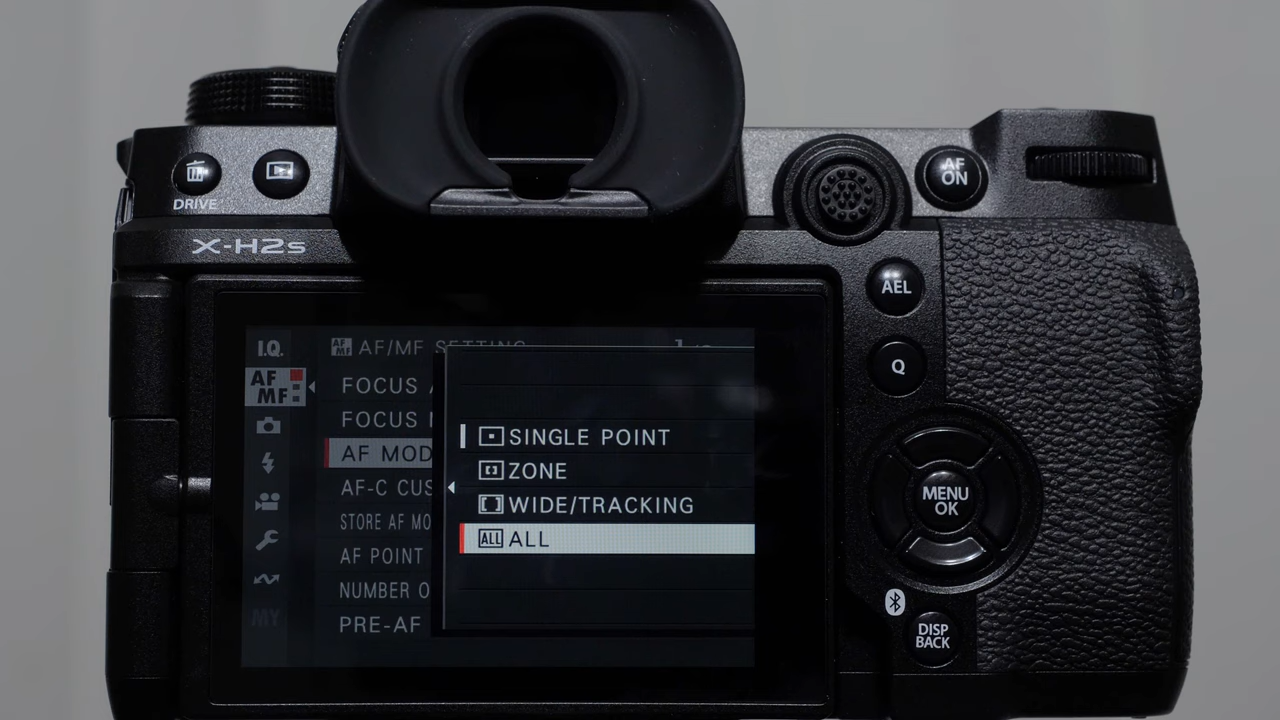 DRIVE
AF
ON
X-H2s
AEL
Q
I.Q.
AF
MF
AF/MF SETTING
FOCUS
FOCUS
AF MOD
AF-C CUS
STORE AF MO
AF POINT
NUMBER O
PRE-AF
MY
SINGLE POINT
ZONE
WIDE/TRACKING
ALL ALL
MENU
OK
DISP
BACK